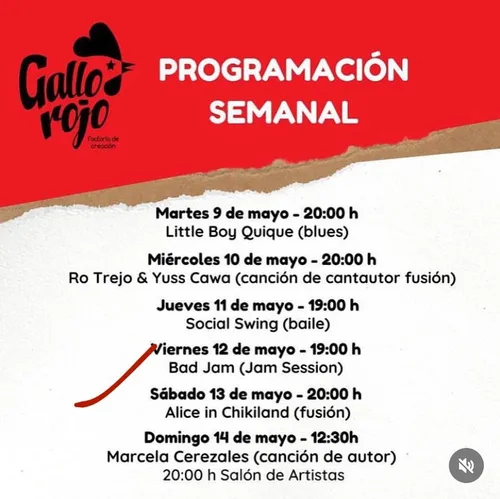 Gallo
rojo
factoría de
creación
PROGRAMACIÓN
SEMANAL
Martes 9 de mayo - 20:00 h
Little Boy Quique (blues)
Miércoles 10 de mayo - 20:00 h
Ro Trejo & Yuss Cawa (canción de cantautor fusión)
Jueves 11 de mayo - 19:00 h
Social Swing (baile)
Viernes 12 de mayo - 19:00 h
Bad Jam (Jam Session)
Sábado 13 de mayo - 20:00 h
Alice in Chikiland (fusión)
Domingo 14 de mayo - 12:30h
Marcela Cerezales (canción de autor)
20:00 h Salón de Artistas